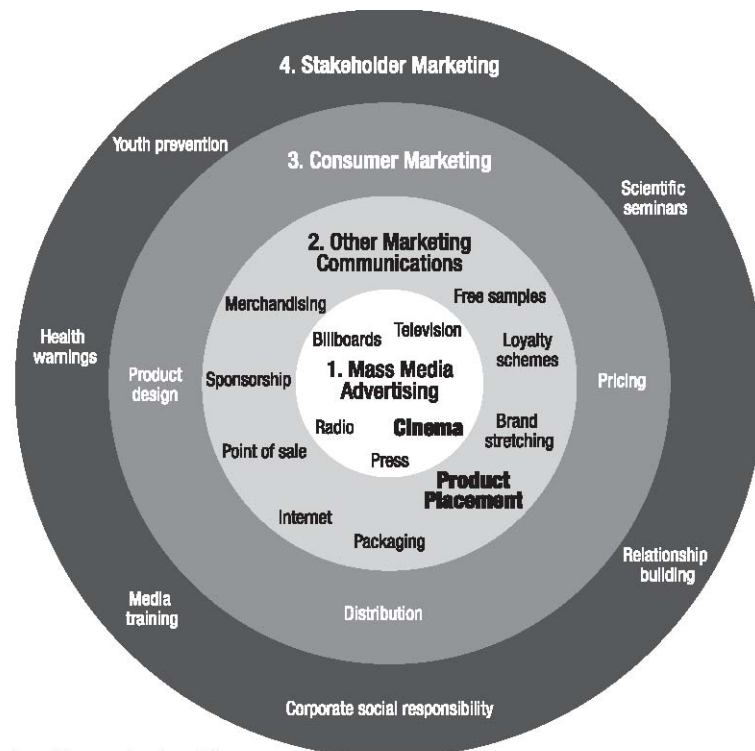 4. Stakeholder Marketing
Youth prevention
3. Consumer Marketing
Scientific
seminars
2. Other Marketing
Communications
Merchandising
Free samples
Billboards
Television
Health
warnings
Product
design
Sponsorship
1. Mass Media
Advertising
Loyalty
schemes
Pricing
Radio
Cinema
Brand
stretching
Point of sale
Press
Product
Placement
Internet
Packaging
Relationship
building
Media
training
Distribution
Corporate social responsibility